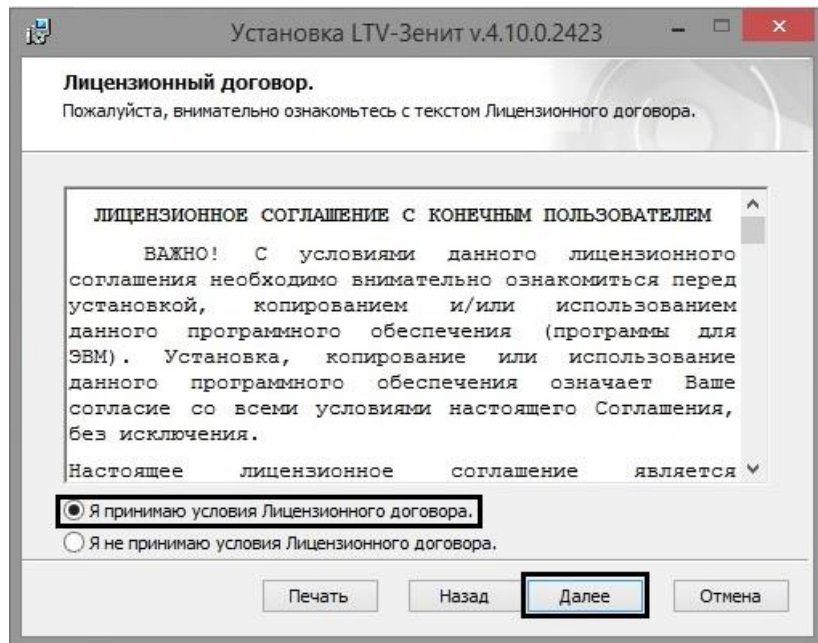 Установка LTV-Зенит v.4.10.0.2423
Лицензионный договор.
Пожалуйста, внимательно ознакомьтесь с текстом Лицензионного договора.
ЛИЦЕНЗИОННОЕ СОГЛАШЕНИЕ С КОНЕЧНЫМ ПОЛЬЗОВАТЕЛЕМ
ВАЖНО! С условиями данного лицензионного
соглашения необходимо внимательно ознакомиться перед
установкой, копированием и/или использованием
данного программного обеспечения (программы для
ЭВМ). Установка, копирование или использование
данного программного обеспечения означает Ваше
согласие со всеми условиями настоящего Соглашения,
без исключения.
Настоящее лицензионное соглашение является
Я принимаю условия Лицензионного договора.
Я не принимаю условия Лицензионного договора.
Печать Назад Далее Отмена